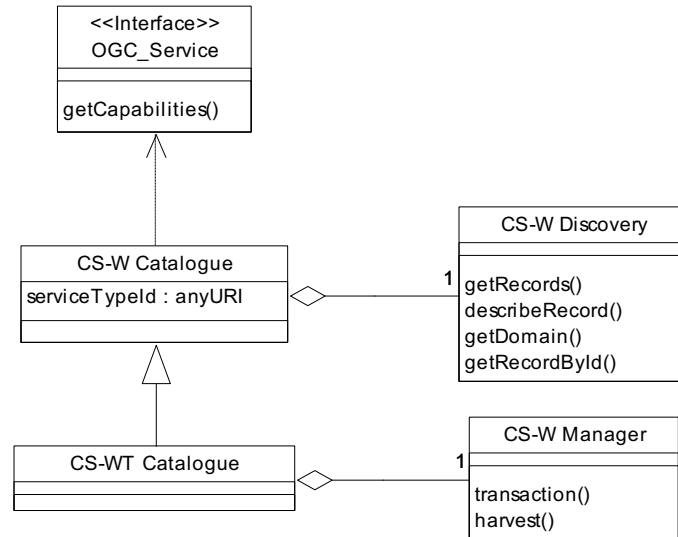 <<Interface>>
OGC_Service
getCapabilities()
CS-W Catalogue
serviceTypeId : anyURI
1
CS-W Discovery
getRecords()
describeRecord()
getDomain()
getRecordById()
CS-WT Catalogue
1
CS-W Manager
transaction()
harvest()